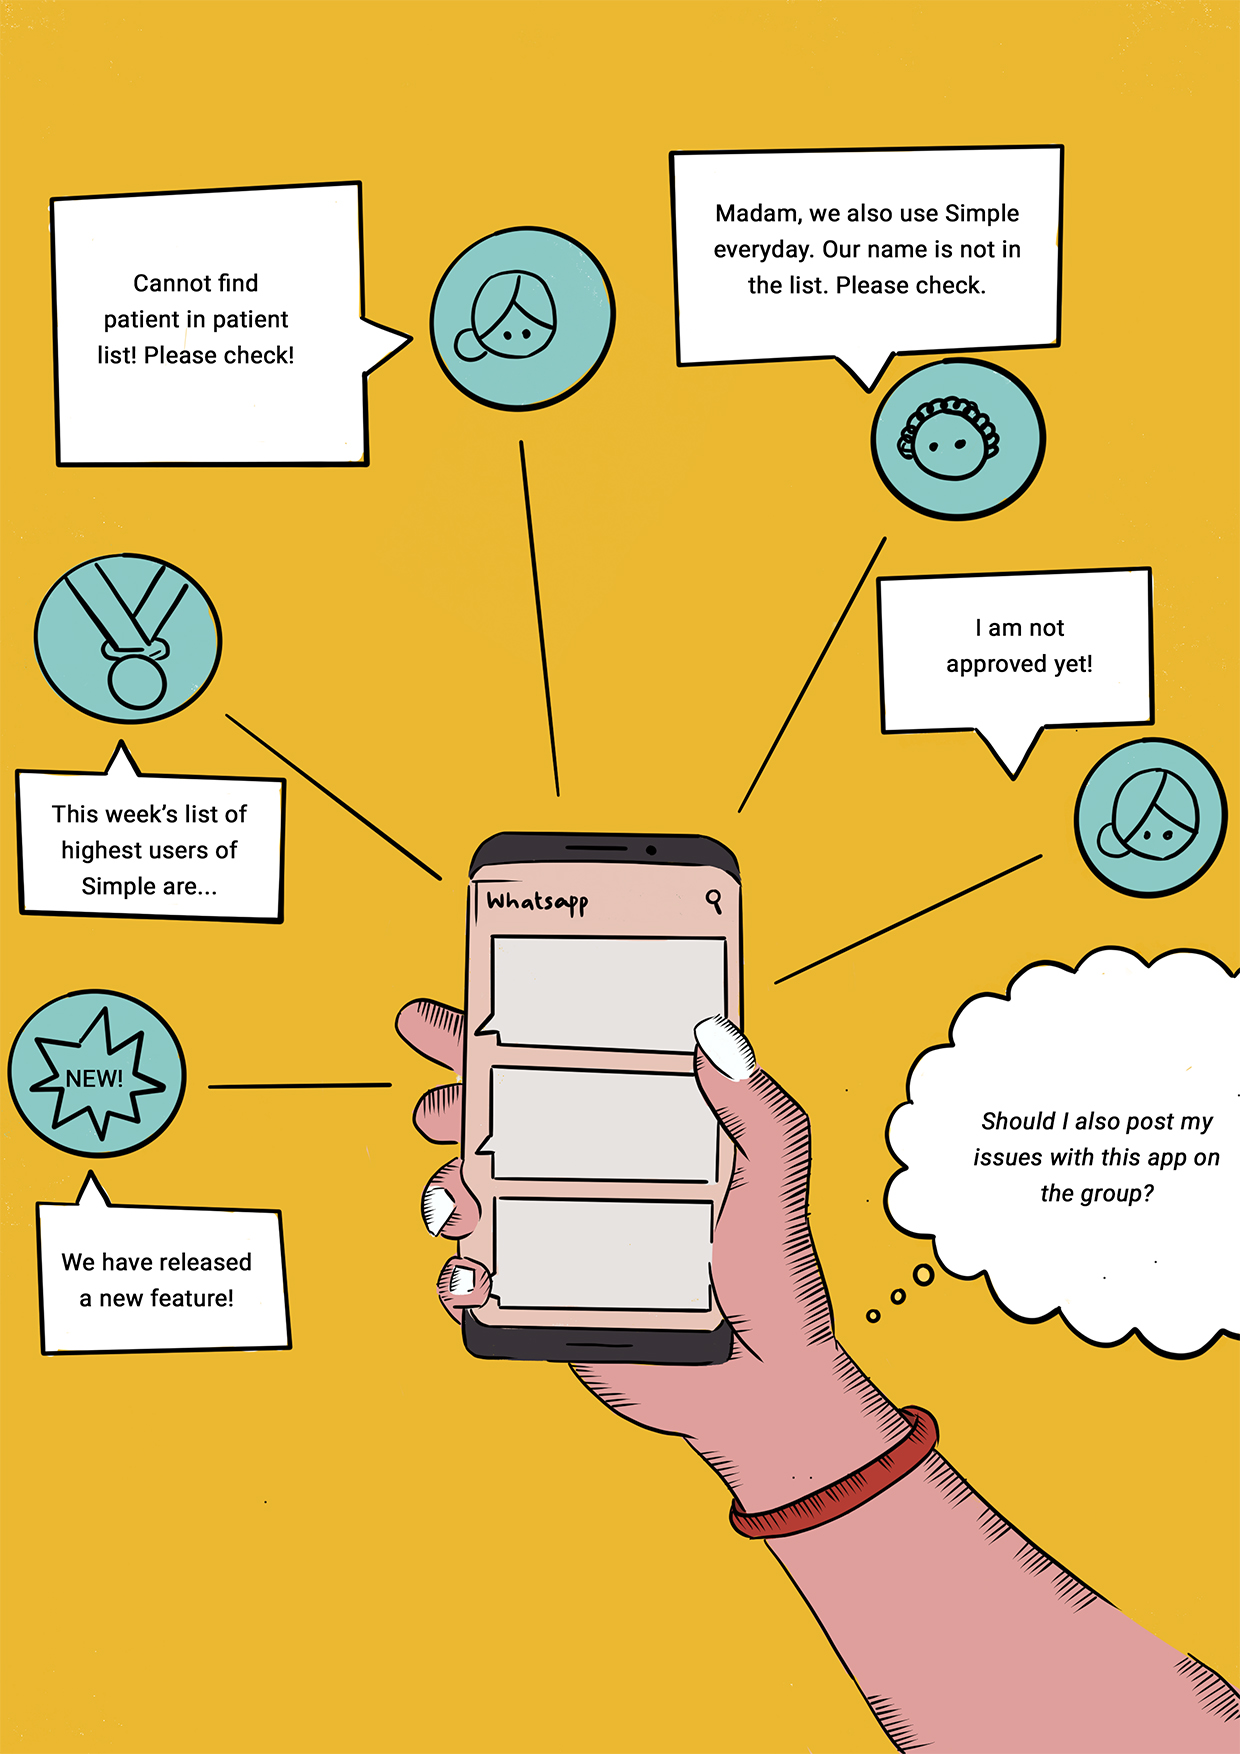 Cannot find
patient in patient
list! Please check!
Madam, we also use Simple
everyday. Our name is not in
the list. Please check.
I am not
approved yet!
This week’s list of
highest users of
Simple are...
Whatsapp
NEW!
We have released
a new feature!
Should I also post my
issues with this app on
the group?